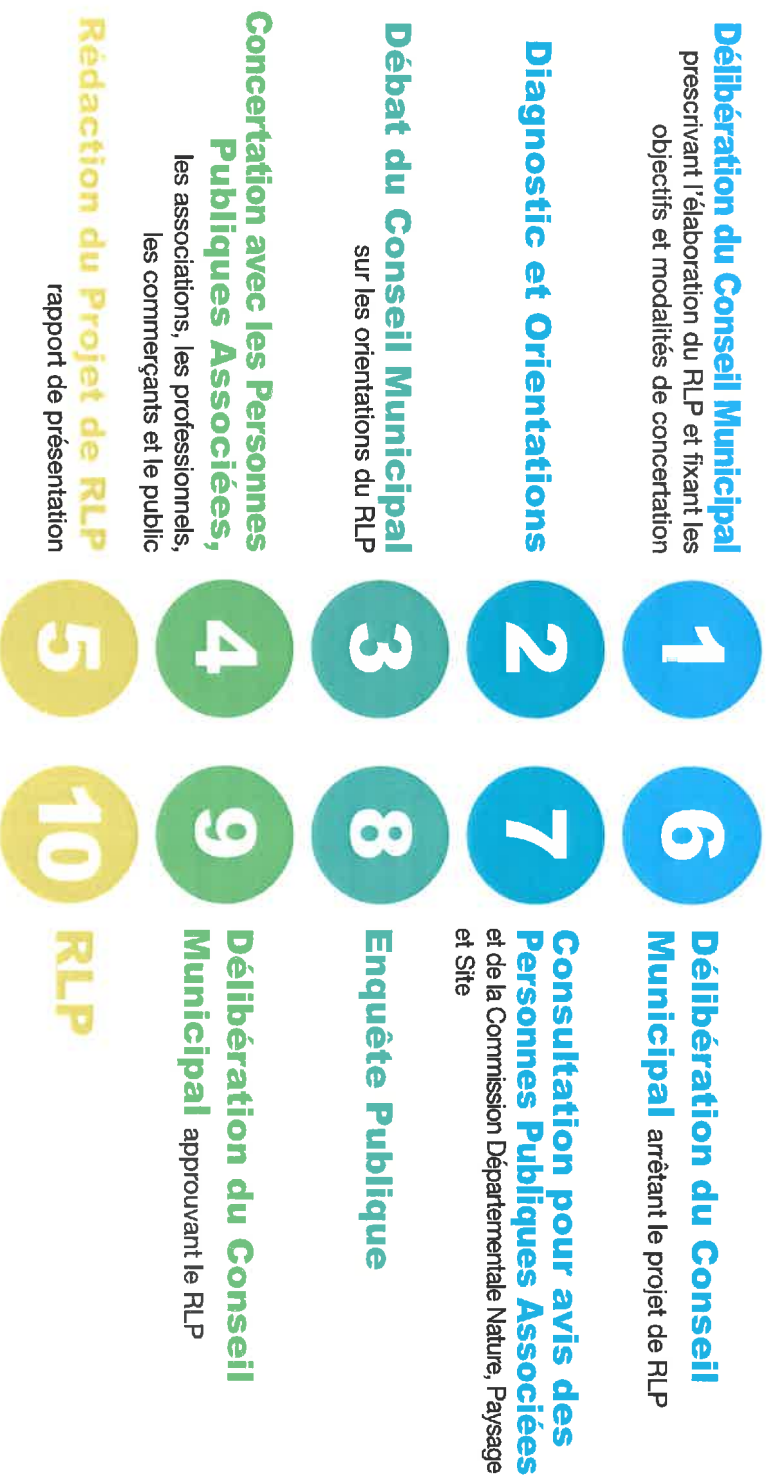 Délibération du Conseil Municipal
prescrivant l'élaboration du RLP et fixant les
objectifs et modalités de concertation
1
Diagnostic et Orientations
2
Débat du Conseil Municipal
sur les orientations du RLP
3
Concertation avec les Personnes
Publiques Associées,
les associations, les professionnels,
les commerçants et le public
4
Rédaction du Projet de RLP
rapport de présentation
5
6
Délibération du Conseil
Municipal arrêtant le projet de RLP
7
Consultation pour avis des
Personnes Publiques Associées
et de la Commission Départementale Nature, Paysage
et Site
8
Enquête Publique
9
Délibération du Conseil
Municipal approuvant le RLP
10
RLP